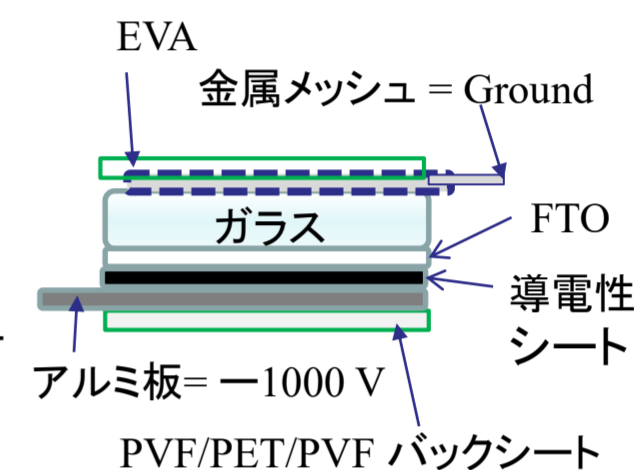 EVA
金属メッシュ = Ground
ガラス
FTO
導電性
シート
アルミ板= ー1000 V
PVF/PET/PVF バックシート